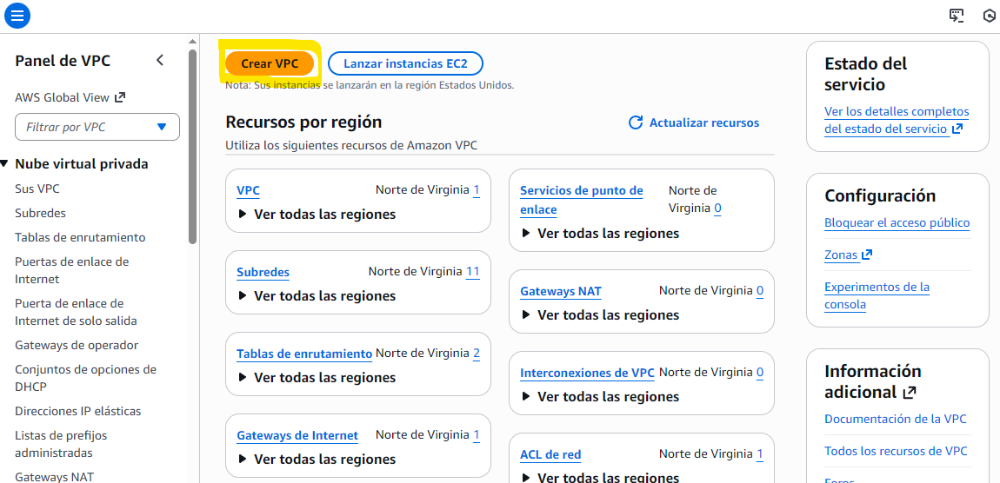 Panel de VPC
AWS Global View
Filtrar por VPC
Nube virtual privada
Sus VPC
Subredes
Tablas de enrutamiento
Puertas de enlace de
Internet
Puerta de enlace de
Internet de solo salida
Gateways de operador
Conjuntos de opciones de
DHCP
Direcciones IP elásticas
Listas de prefijos
administradas
Gateways NAT
Crear VPC
Lanzar instancias EC2
Nota: Sus instancias se lanzarán en la región Estados Unidos.
Recursos por región
Actualizar recursos
Utiliza los siguientes recursos de Amazon VPC
VPC
Norte de Virginia 1
Ver todas las regiones
Subredes
Norte de Virginia 11
Ver todas las regiones
Tablas de enrutamiento
Norte de Virginia 2
Ver todas las regiones
Gateways de Internet
Norte de Virginia 1
Ver todas las regiones
Servicios de punto de
enlace
Norte de
Virginia 0
Ver todas las regiones
Gateways NAT
Norte de Virginia 0
Ver todas las regiones
Interconexiones de VPC
Norte de Virginia 0
Ver todas las regiones
ACL de red
Norte de Virginia 1
Ver todas las regiones
Estado del
servicio
Ver los detalles completos
del estado del servicio
Configuración
Bloquear el acceso público
Zonas
Experimentos de la
consola
Información
adicional
Documentación de la VPC
Todos los recursos de VPC
Foros